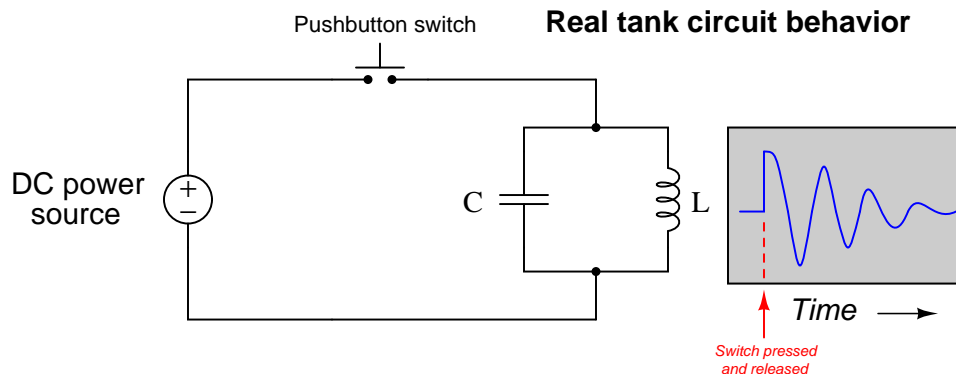 Real tank circuit behavior
Pushbutton switch
DC power
source
+
−
C
L
Time
Switch pressed
and released